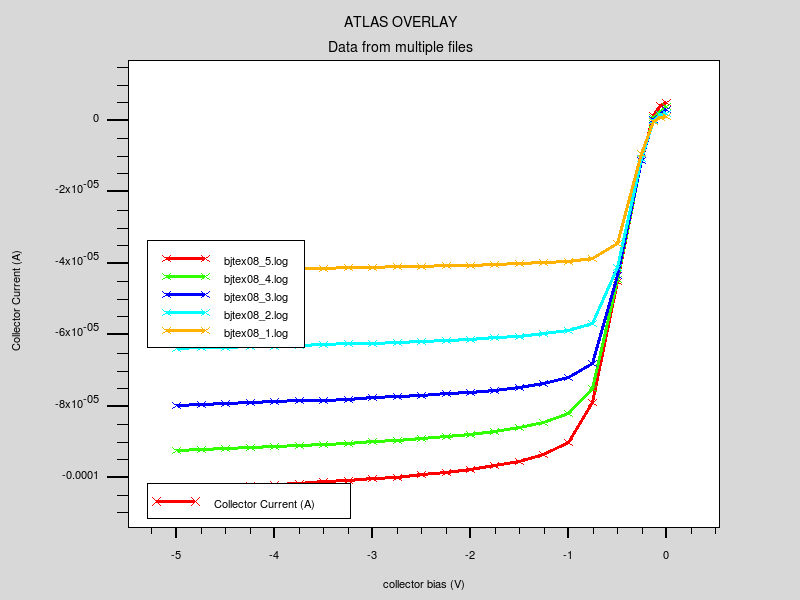 ATLAS OVERLAY
Data from multiple files
Collector Current (A)
0
-2x10-05
-4x10-05
-6x10-05
-8x10-05
-0.0001
bjtex08_5.log
bjtex08_4.log
bjtex08_3.log
bjtex08_2.log
bjtex08_1.log
Collector Current (A)
-5 -4 -3 -2 -1 0
collector bias (V)